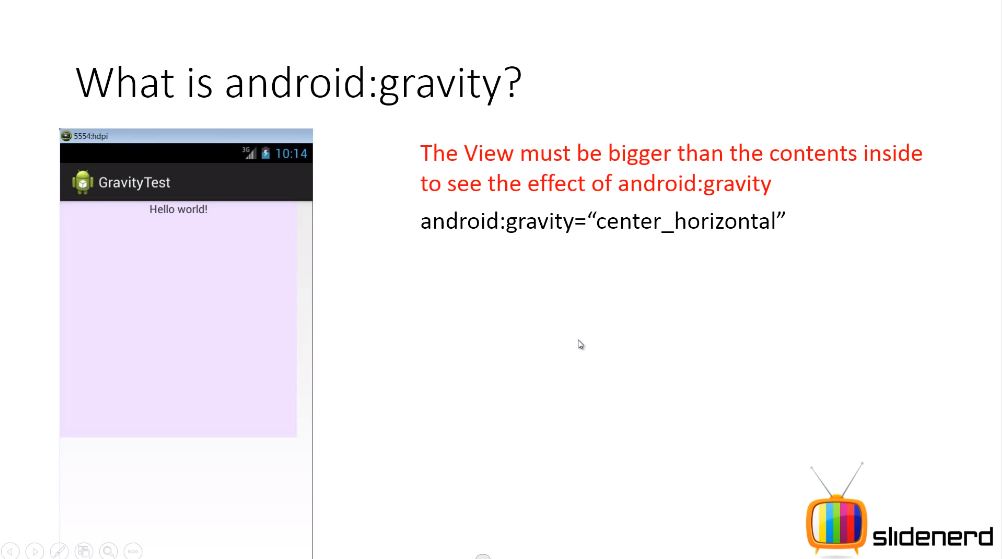 What is android:gravity?
5554:hdpi
3G 10:14
GravityTest
Hello world!
The View must be bigger than the contents inside
to see the effect of android:gravity
android:gravity=“center_horizontal”
slidenerd